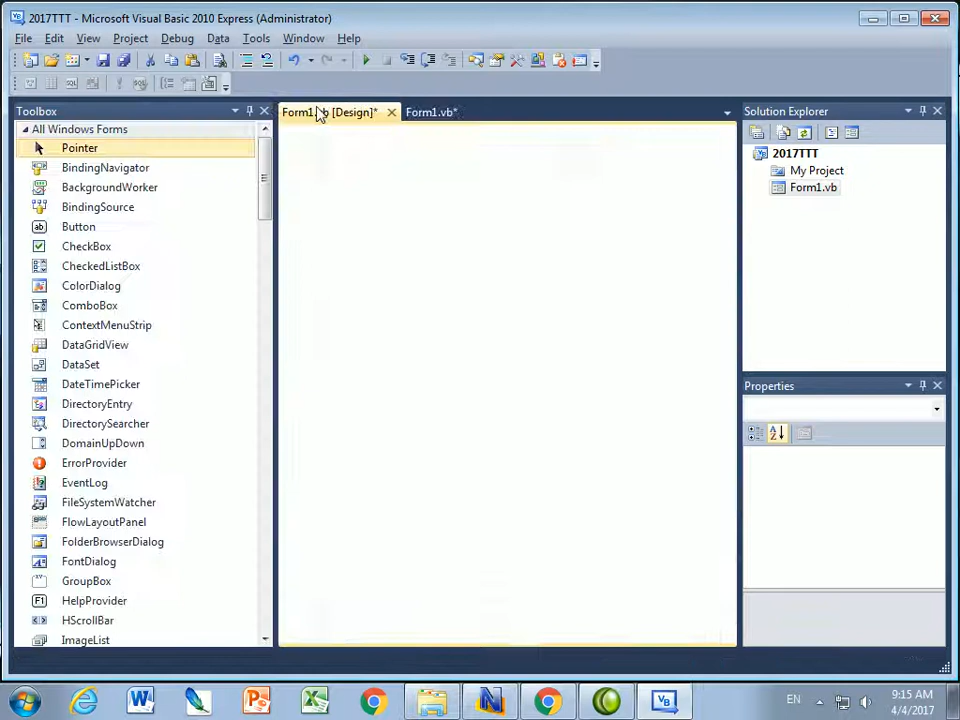 2017TTT - Microsoft Visual Basic 2010 Express (Administrator)
File Edit View Project Debug Data Tools Window Help
Toolbox
All Windows Forms
Pointer
BindingNavigator
BackgroundWorker
BindingSource
Button
CheckBox
CheckedListBox
ColorDialog
ComboBox
ContextMenuStrip
DataGridView
DataSet
DateTimePicker
DirectoryEntry
DirectorySearcher
DomainUpDown
ErrorProvider
EventLog
FileSystemWatcher
FlowLayoutPanel
FolderBrowserDialog
FontDialog
GroupBox
HelpProvider
HScrollBar
ImageList
Form1.vb [Design]* Form1.vb*
Solution Explorer
2017TTT
My Project
Form1.vb
Properties
EN
9:15 AM
4/4/2017